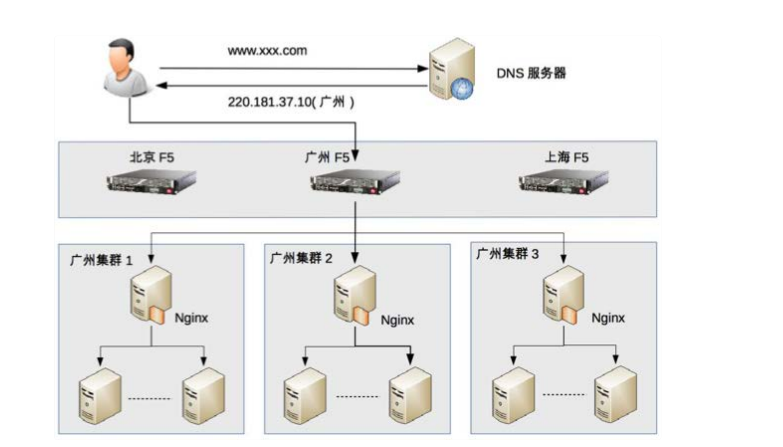 www.xxx.com
DNS 服务器
220.181.37.10( 广州 )
北京 F5
广州 F5
上海 F5
广州集群 1
广州集群 2
广州集群 3
Nginx
Nginx
Nginx